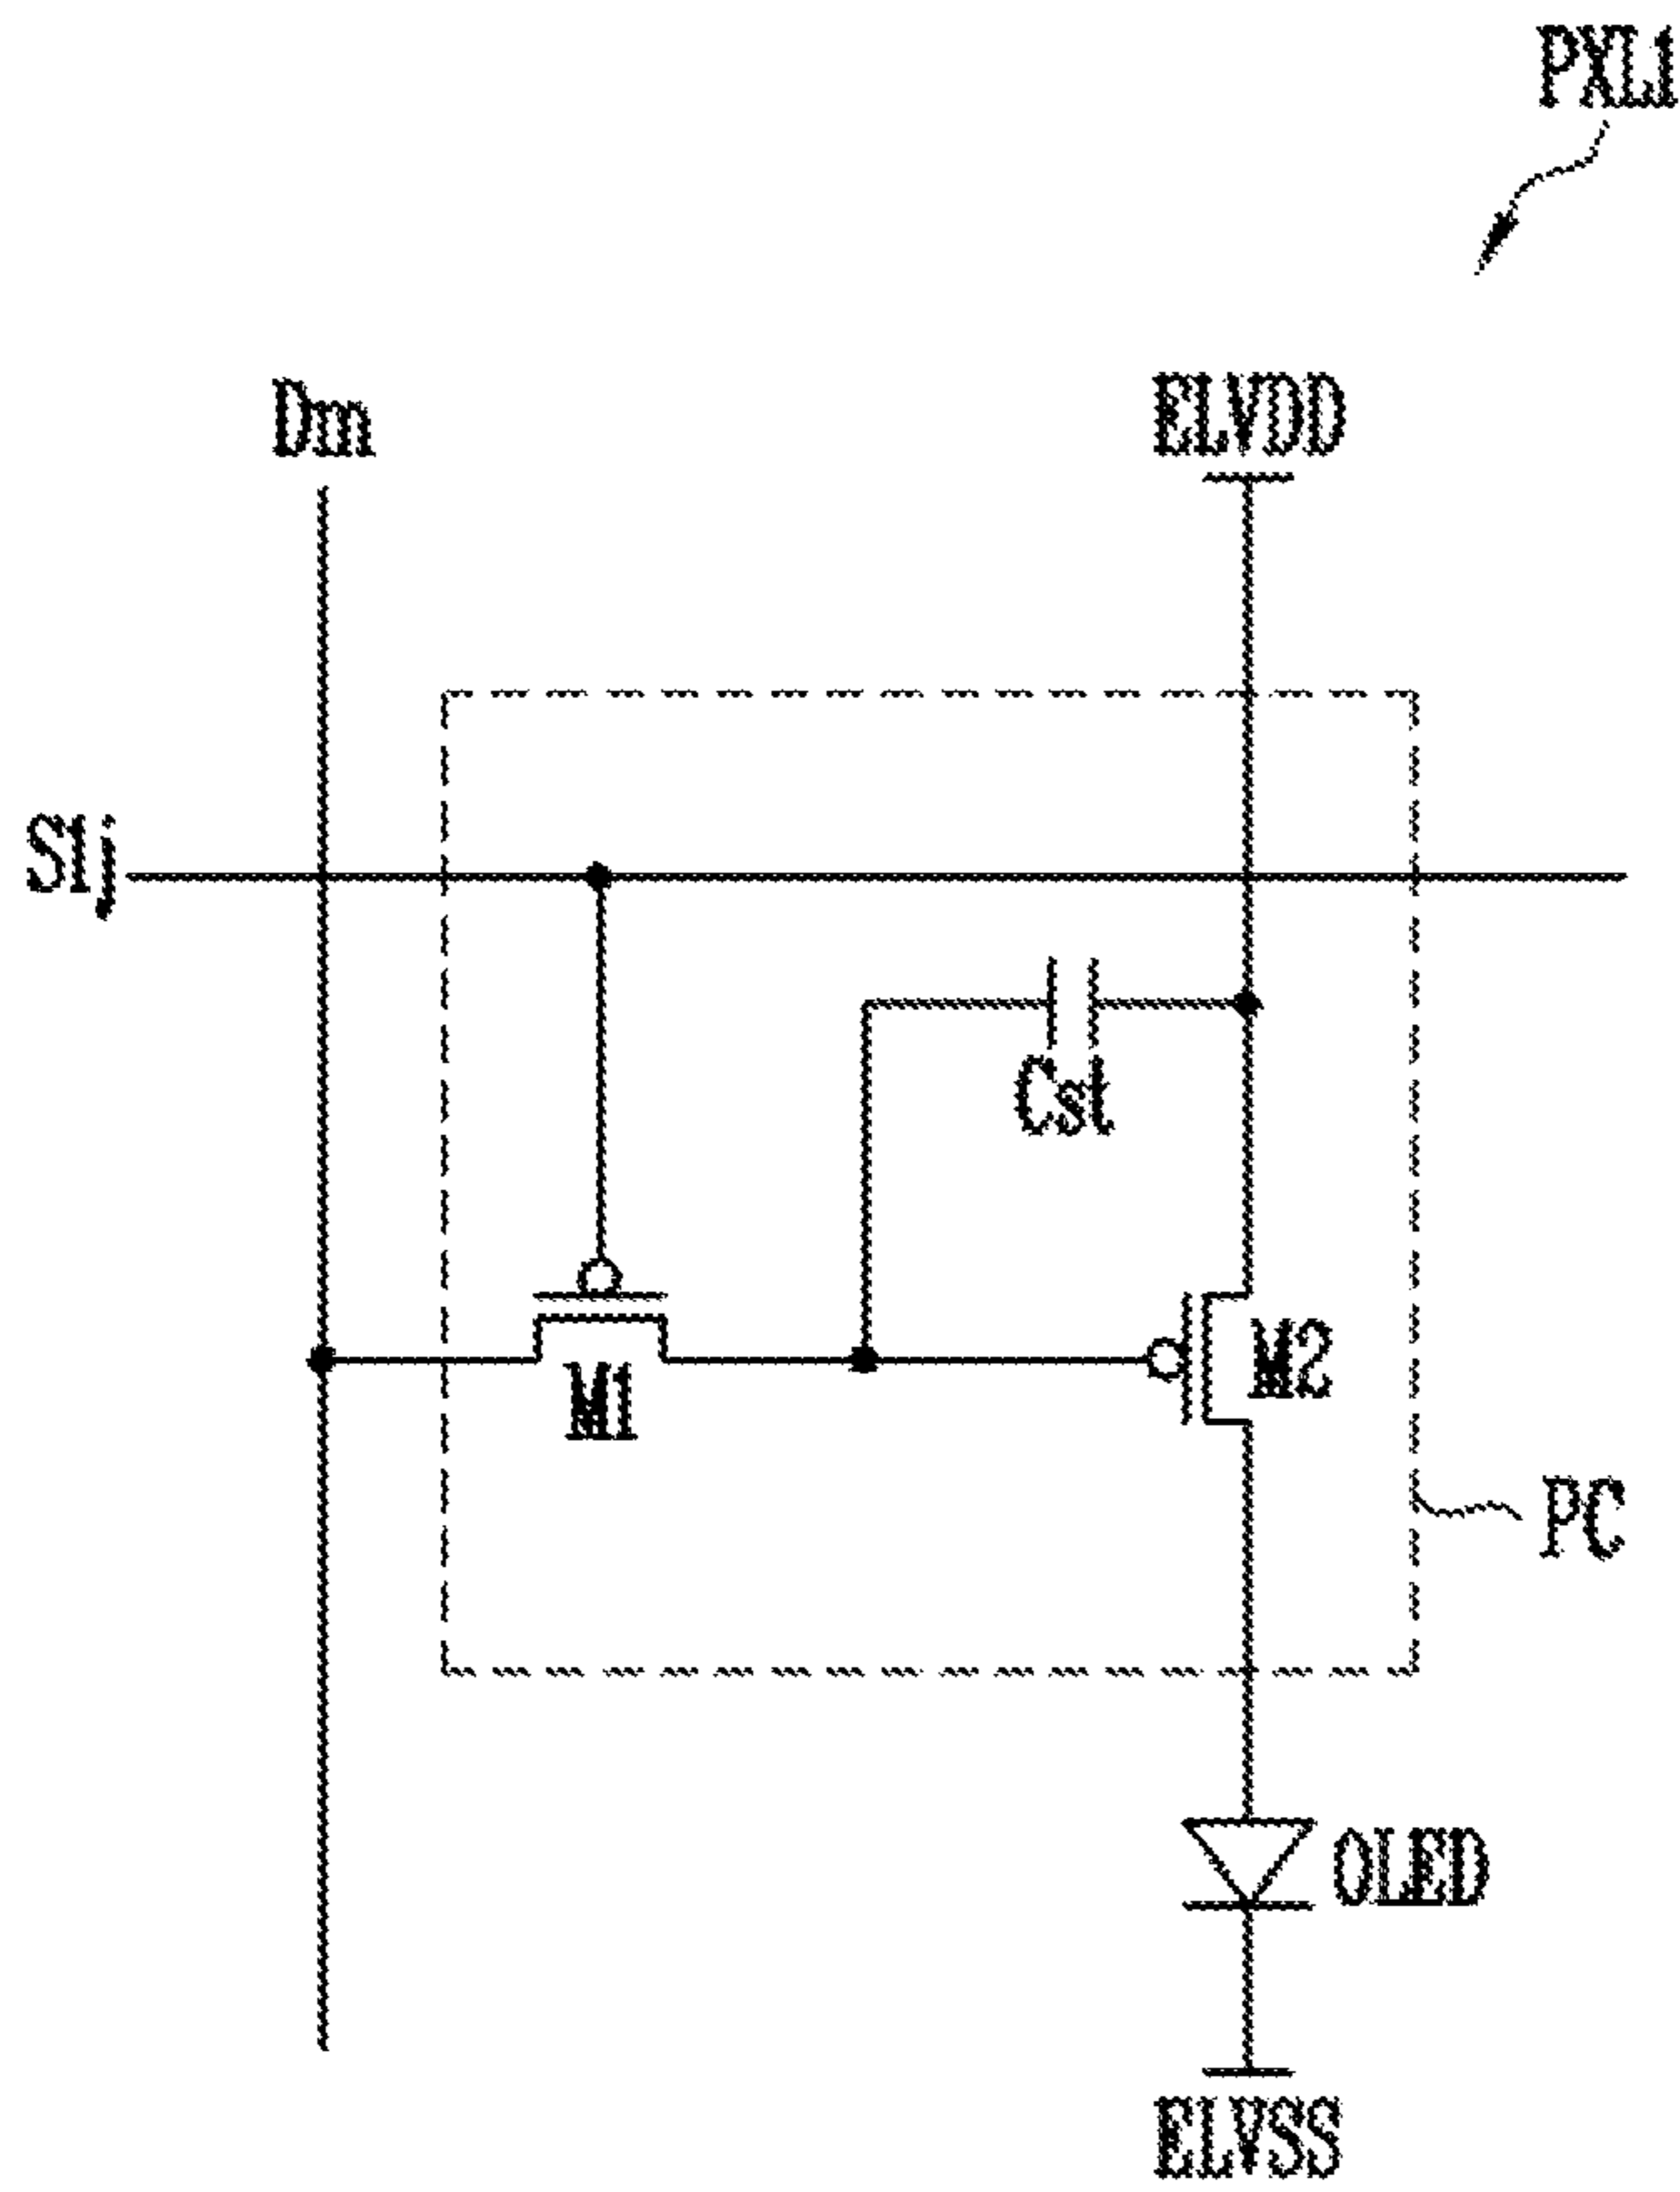 PXL1
Dm
ELVDD
S1j
Cst
M1
M2
PC
OLED
ELVSS